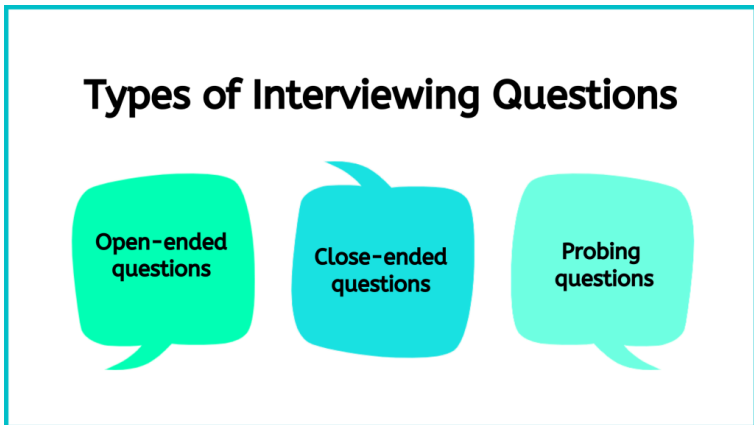 Types of Interviewing Questions
Open-ended
questions
Close-ended
questions
Probing
questions